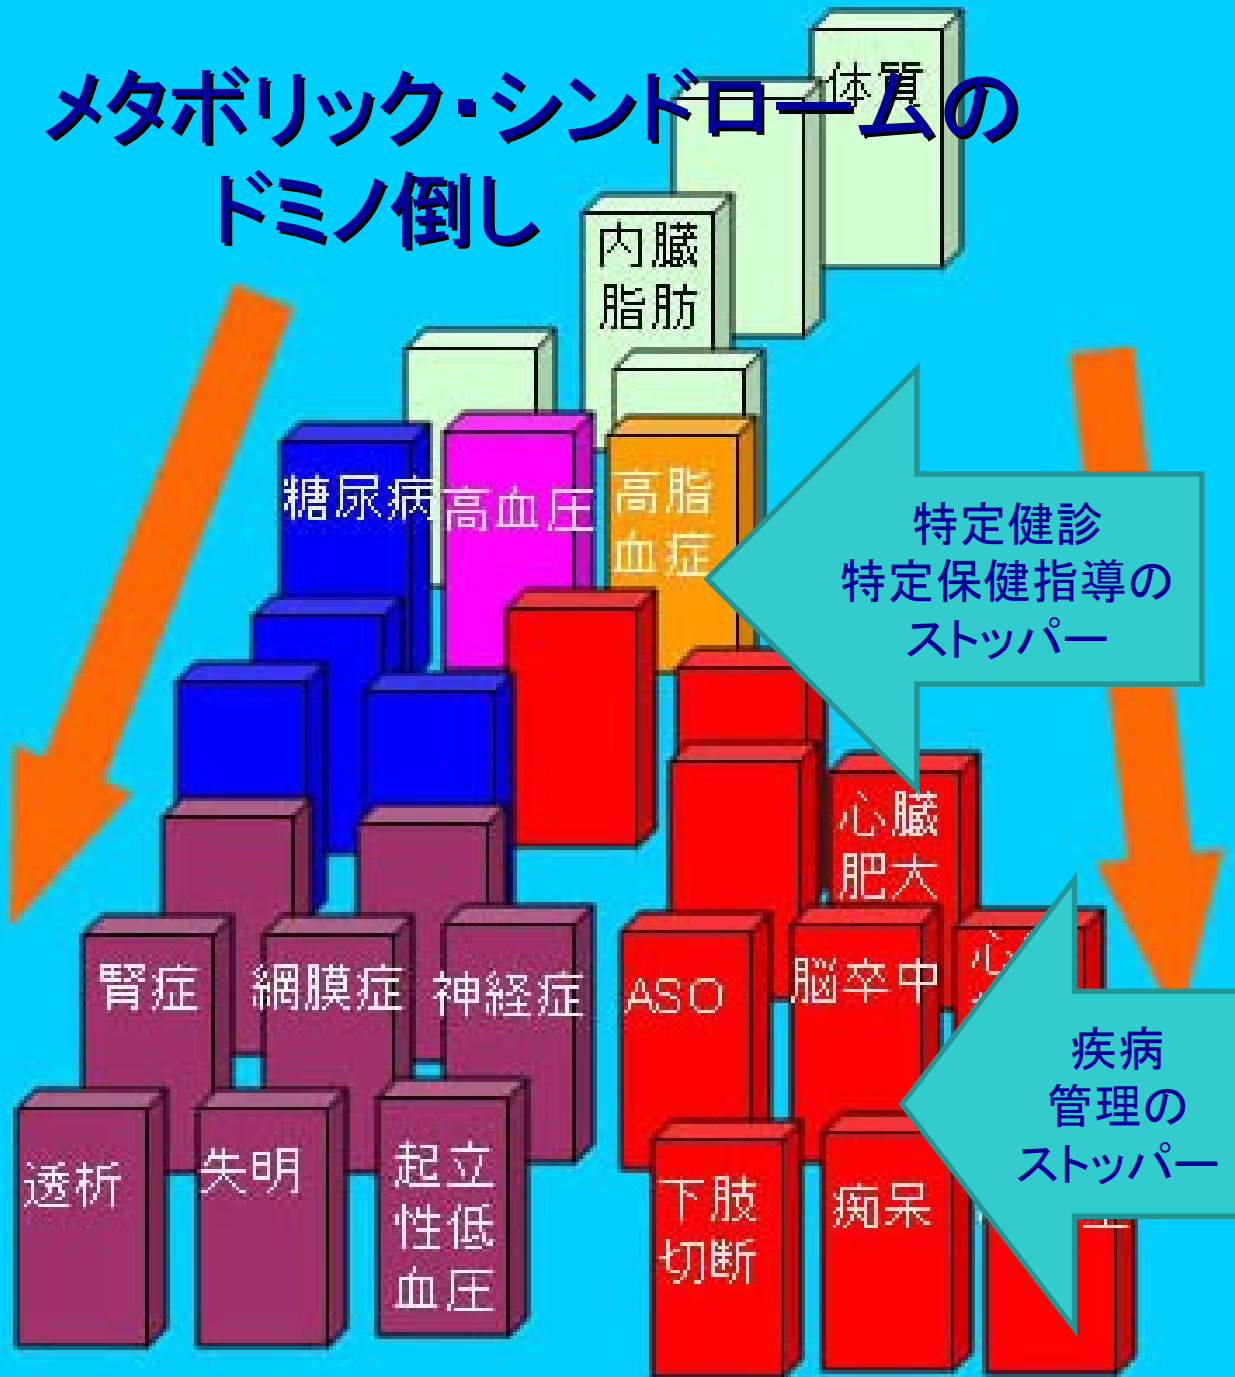 メタボリック・シンドロームの
ドミノ倒し
体質
内臓
脂肪
糖尿病
高血圧
高脂
血症
特定健診
特定保健指導の
ストッパー
心臓
肥大
腎症
網膜症
神経症
ASO
脳卒中
心
疾病
管理の
ストッパー
透析
失明
起立
性低
血圧
下肢
切断
痴呆